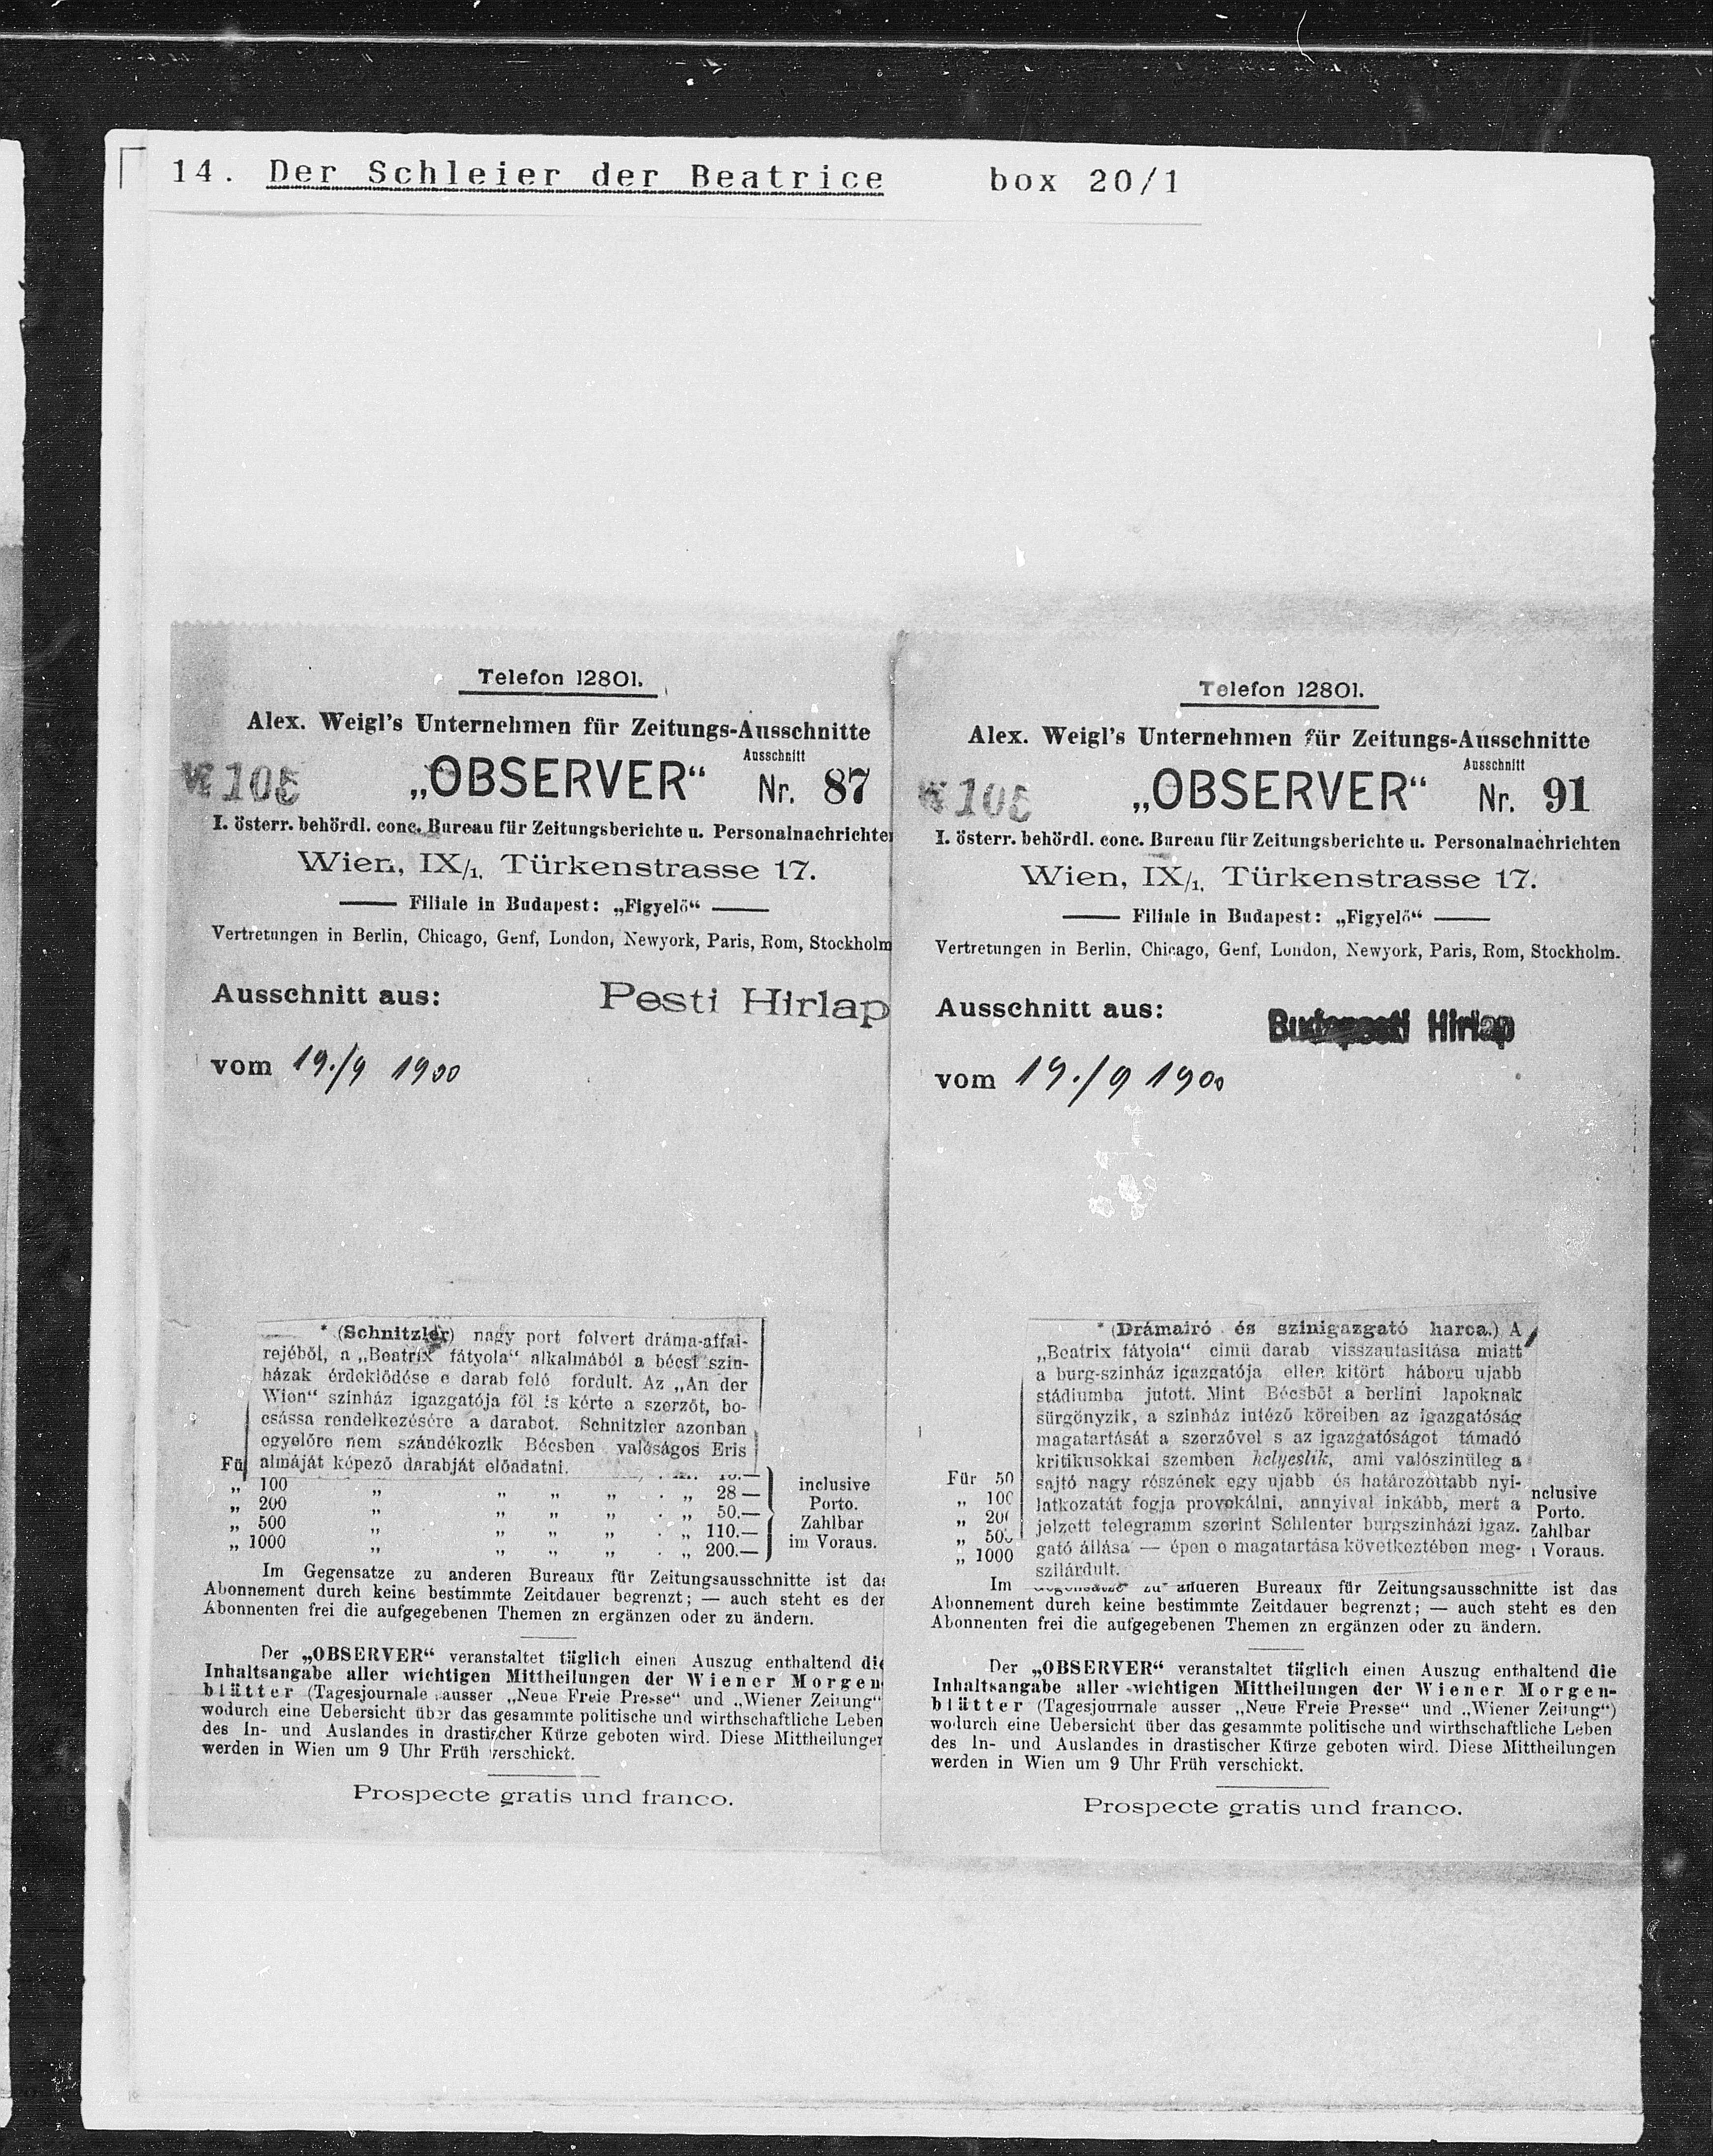 14. Der Schleier der Beatrice box 20/1
Telefon 12801.
Alex. Weigl's Unternehmen für Zeitungs-Ausschnitte
Ausschnitt
105 „OBSERVER“ Nr. 87
I. österr. behördl. conc. Bureau für Zeitungsberichte u. Personalnachrichten
Wien, IX/1, Türkenstrasse 17.
Filiale in Budapest: „Figyelő“
Vertretungen in Berlin, Chicago, Genf, London, Newyork, Paris, Rom, Stockholm
Ausschnitt aus: Pesti Hirlap
vom 19./9 1900
* (Schnitzler) nagy port folvert dráma-affai-
rejéből, a „Beatrix fátyola“ alkalmából a bécsi szin-
házak érdeklődése e darab felé fordult. Az „An der
Wien“ szinház igazgatója föl is kérte a szerzőt, bo-
csássa rendelkezésére a darabot. Schnitzler azonban
egyelőre nem szándékozik Bécsben valóságos Eris
Fü almáját képező darabját előadatni.
„ 100 „ „ „ „ . „ 28 — inclusive
„ 200 „ „ „ „ . „ 50.— Porto.
„ 500 „ „ „ „ . „ 110.— Zahlbar
„ 1000 „ „ „ „ . „ 200.— im Voraus.
Im Gegensatze zu anderen Bureaux für Zeitungsausschnitte ist das
Abonnement durch keine bestimmte Zeitdauer begrenzt; — auch steht es der
Abonnenten frei die aufgegebenen Themen zn ergänzen oder zu ändern.
Der „OBSERVER“ veranstaltet täglich einen Auszug enthaltend die
Inhaltsangabe aller wichtigen Mittheilungen der Wiener Morgen
blätter (Tagesjournale ausser „Neue Freie Presse“ und „Wiener Zeitung“
wodurch eine Uebersicht über das gesammte politische und wirthschaftliche Leben
des In- und Auslandes in drastischer Kürze geboten wird. Diese Mittheilunger
werden in Wien um 9 Uhr Früh verschickt.
Prospecte gratis und franco.
Telefon 12801.
Alex. Weigl's Unternehmen für Zeitungs-Ausschnitte
Ausschnitt
105 „OBSERVER“ Nr. 91
I. österr. behördl. conc. Bureau für Zeitungsberichte u. Personalnachrichten
Wien, IX/1, Türkenstrasse 17.
Filiale in Budapest: „Figyelő“
Vertretungen in Berlin, Chicago, Genf, London, Newyork, Paris, Rom, Stockholm.
Ausschnitt aus: Budapesti Hirlap
vom 19./9 1900
* (Drámairó és szinigazgató harca.) A
„Beatrix fátyola“ cimü darab visszautasitása miatt
a burg-szinház igazgatója ellen kitört háboru ujabb
stádiumba jutott. Mint Bécsből a berlini lapoknak
sürgönyzik, a szinház intéző köreiben az igazgatóság
magatartását a szerzővel s az igazgatóságot támadó
kritikusokkai szemben helyeslik, ami valószinüleg a
Für 50 sajtó nagy részének egy ujabb és határozottabb nyi-
„ 100 latkozatát fogja provokálni, annyival inkább, mert a nclusive
„ 200 jelzett telegramm szerint Schlenter burgszinházi igaz. Porto.
„ 500 gató állása — épen e magatartása következtében meg- Zahlbar
„ 1000 szilárdult. Voraus.
Im Gegensatze zu anderen Bureaux für Zeitungsausschnitte ist das
Abonnement durch keine bestimmte Zeitdauer begrenzt; — auch steht es den
Abonnenten frei die aufgegebenen Themen zn ergänzen oder zu ändern.
Der „OBSERVER“ veranstaltet täglich einen Auszug enthaltend die
Inhaltsangabe aller wichtigen Mittheilungen der Wiener Morgen-
blätter (Tagesjournale ausser „Neue Freie Presse“ und „Wiener Zeitung“)
wodurch eine Uebersicht über das gesammte politische und wirthschaftliche Leben
des In- und Auslandes in drastischer Kürze geboten wird. Diese Mittheilungen
werden in Wien um 9 Uhr Früh verschickt.
Prospecte gratis und franco.